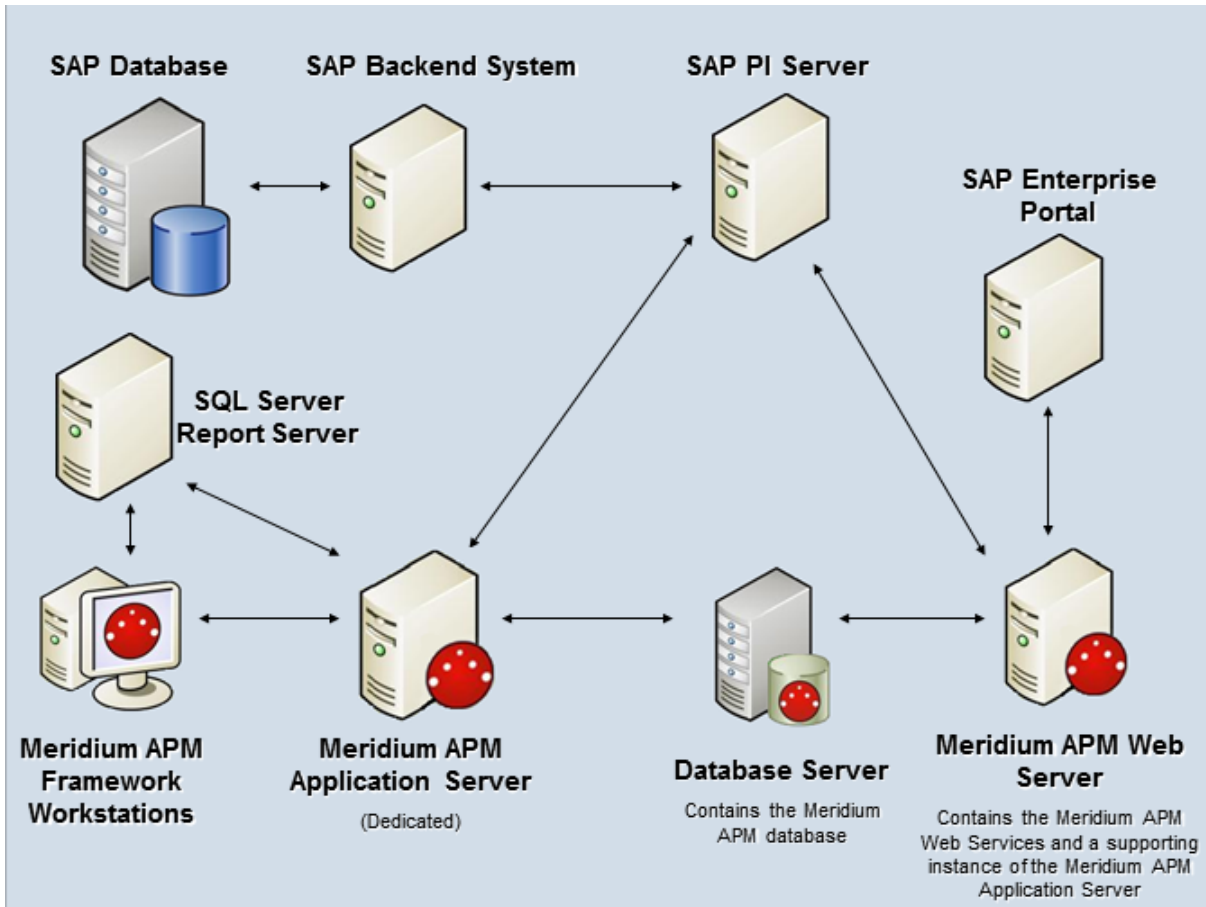 SAP Database
SAP Backend System
SAP PI Server
SAP Enterprise
Portal
SQL Server
Report Server
Meridium APM
Framework
Workstations
Meridium APM
Application Server
(Dedicated)
Database Server
Contains the Meridium
APM database
Meridium APM Web
Server
Contains the Meridium APM
Web Services and a supporting
instance of the Meridium APM
Application Server